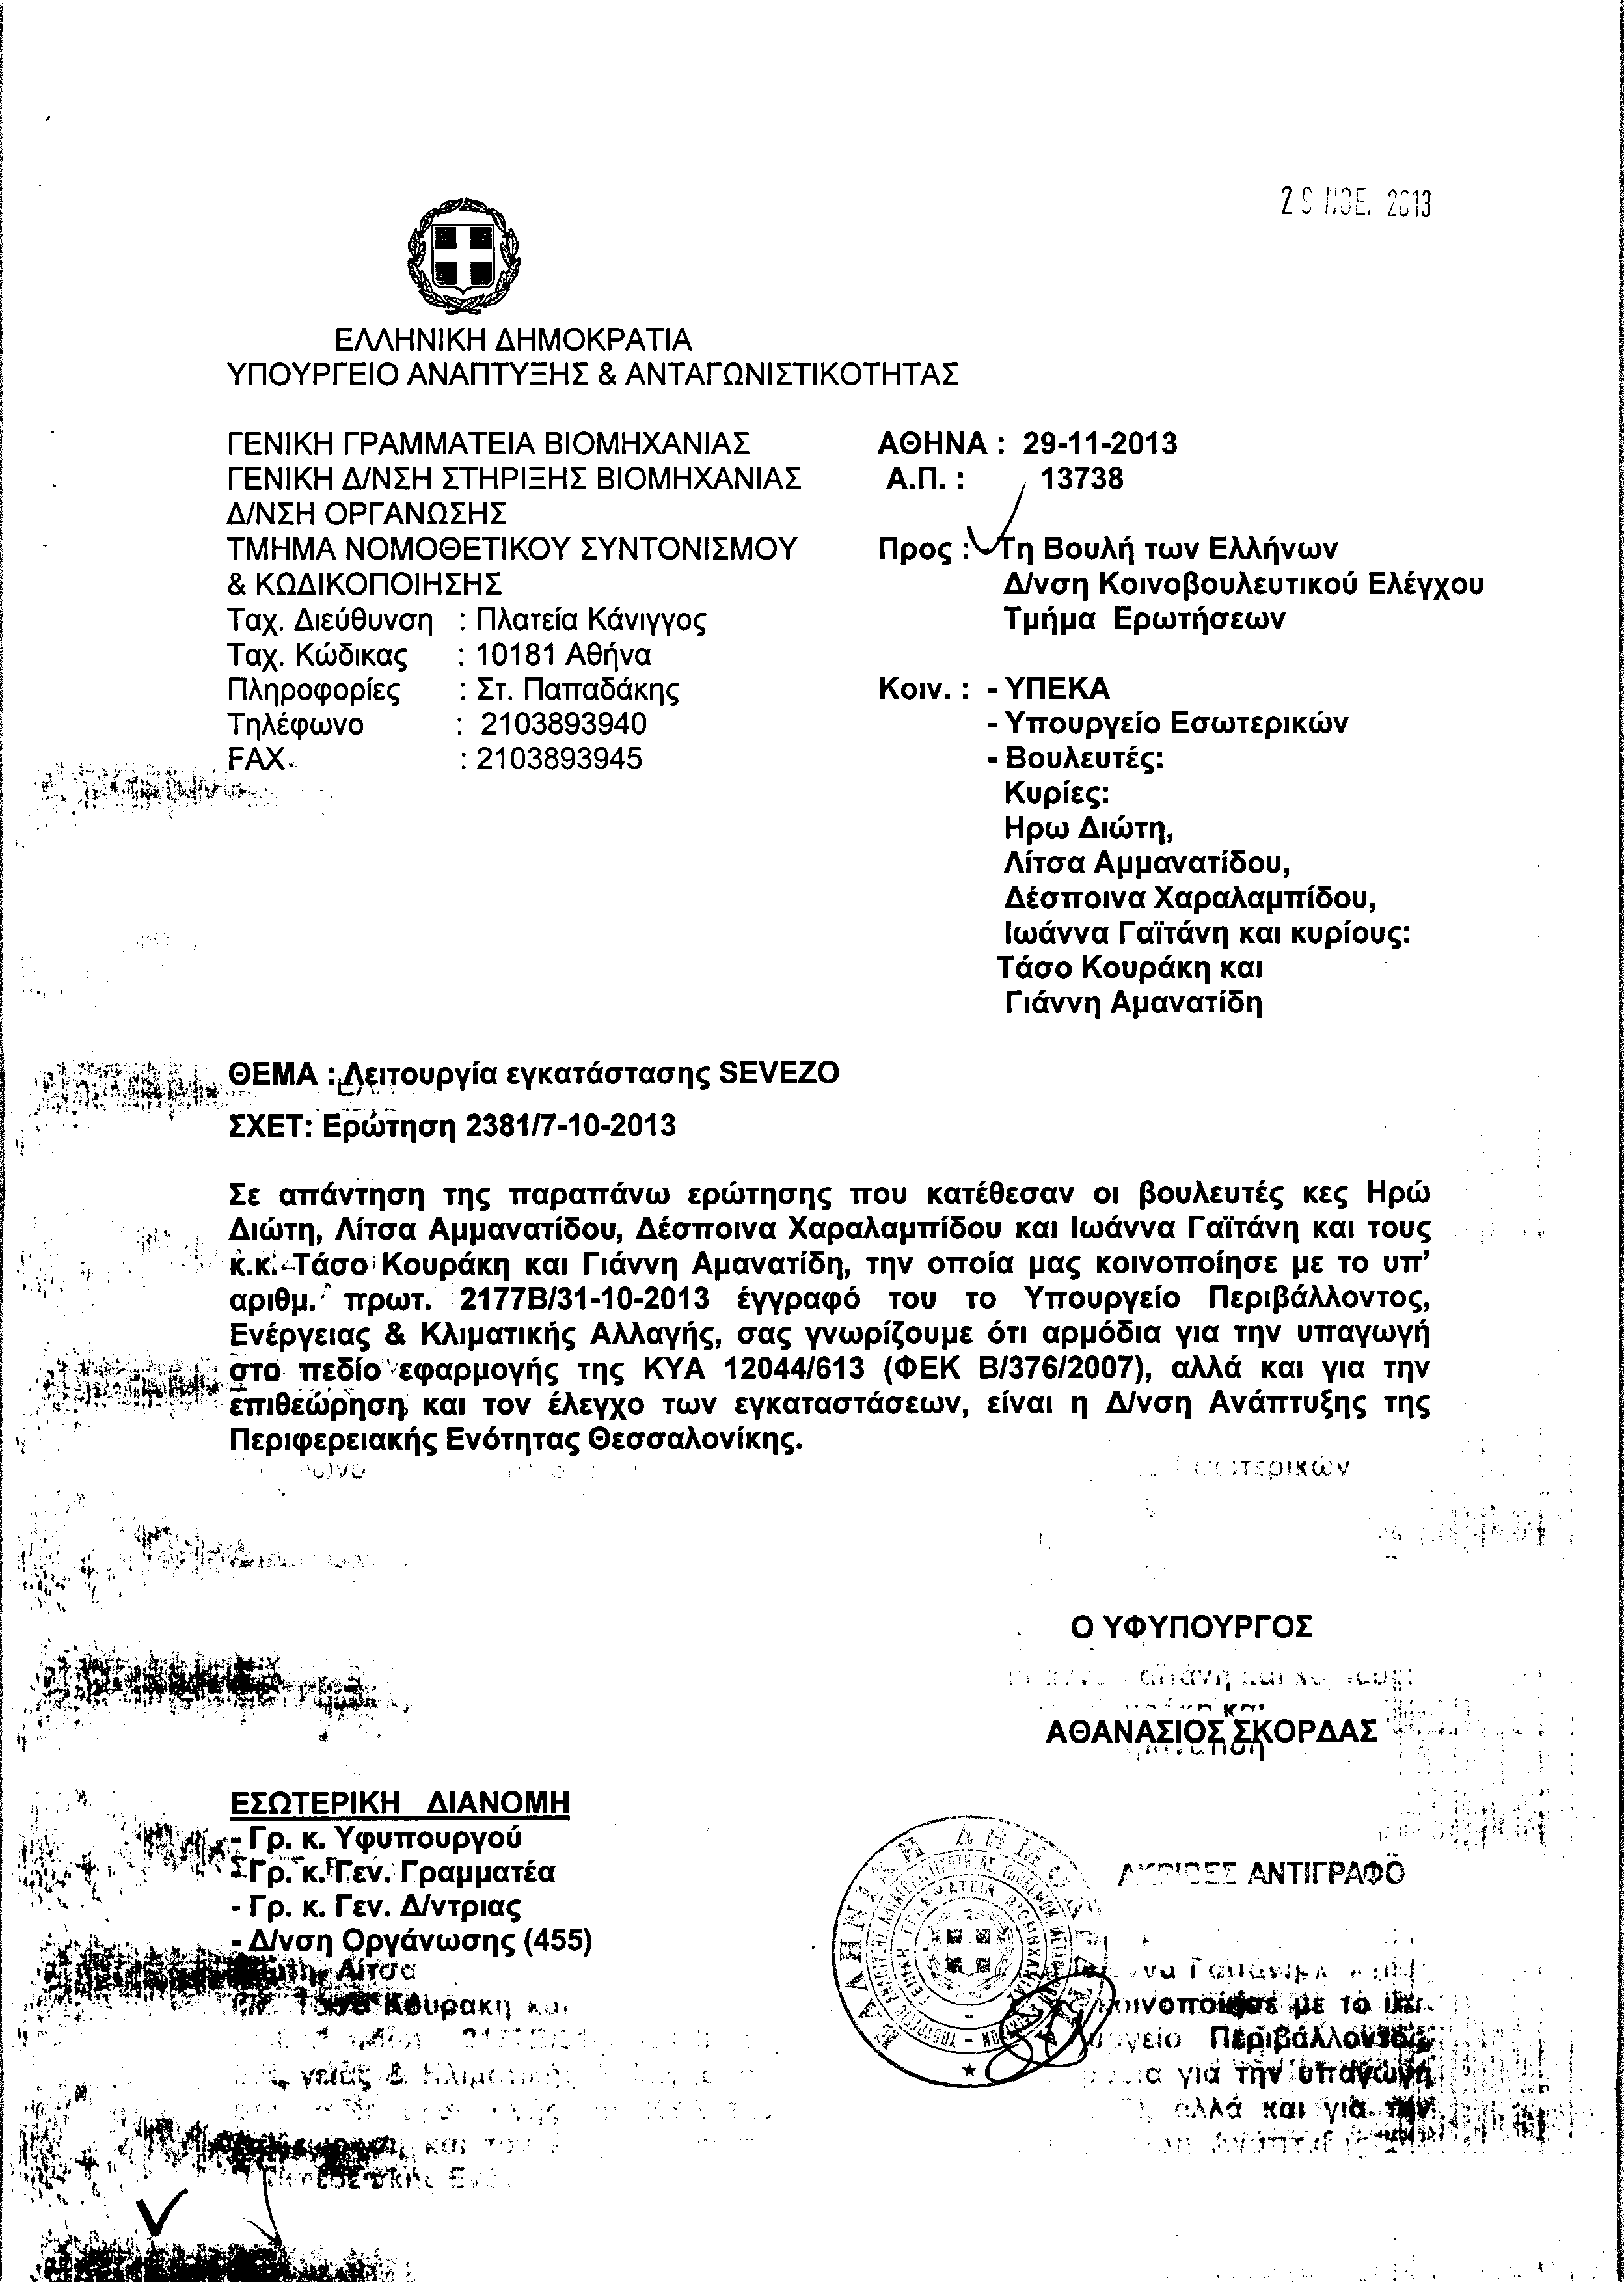 29 ΝΟΕ. 2013
ΕΛΛΗΝΙΚΗ ΔΗΜΟΚΡΑΤΙΑ
ΥΠΟΥΡΓΕΙΟ ΑΝΑΠΤΥΞΗΣ & ΑΝΤΑΓΩΝΙΣΤΙΚΟΤΗΤΑΣ
ΓΕΝΙΚΗ ΓΡΑΜΜΑΤΕΙΑ ΒΙΟΜΗΧΑΝΙΑΣ
ΓΕΝΙΚΗ Δ/ΝΣΗ ΣΤΗΡΙΞΗΣ ΒΙΟΜΗΧΑΝΙΑΣ
Δ/ΝΣΗ ΟΡΓΑΝΩΣΗΣ
ΤΜΗΜΑ ΝΟΜΟΘΕΤΙΚΟΥ ΣΥΝΤΟΝΙΣΜΟΥ
& ΚΩΔΙΚΟΠΟΙΗΣΗΣ
Ταχ. Διεύθυνση : Πλατεία Κάνιγγος
Ταχ. Κώδικας : 10181 Αθήνα
Πληροφορίες : Στ. Παπαδάκης
Τηλέφωνο : 2103893940
FAX. : 2103893945
ΑΘΗΝΑ : 29-11-2013
Α.Π. : 13738
Προς : Τη Βουλή των Ελλήνων
Δ/νση Κοινοβουλευτικού Ελέγχου
Τμήμα Ερωτήσεων
Κοιν. : - ΥΠΕΚΑ
- Υπουργείο Εσωτερικών
- Βουλευτές:
Κυρίες:
Ηρω Διώτη,
Λίτσα Αμμανατίδου,
Δέσποινα Χαραλαμπίδου,
Ιωάννα Γαϊτάνη και κυρίους:
Τάσο Κουράκη και
Γιάννη Αμανατίδη
ΘΕΜΑ : Λειτουργία εγκατάστασης SEVEZO
ΣΧΕΤ: Ερώτηση 2381/7-10-2013
Σε απάντηση της παραπάνω ερώτησης που κατέθεσαν οι βουλευτές κες Ηρώ
Διώτη, Λίτσα Αμμανατίδου, Δέσποινα Χαραλαμπίδου και Ιωάννα Γαϊτάνη και τους
κ.κ. Τάσο Κουράκη και Γιάννη Αμανατίδη, την οποία μας κοινοποίησε με το υπ'
αριθμ. πρωτ. 2177Β/31-10-2013 έγγραφό του το Υπουργείο Περιβάλλοντος,
Ενέργειας & Κλιματικής Αλλαγής, σας γνωρίζουμε ότι αρμόδια για την υπαγωγή
στο πεδίο εφαρμογής της ΚΥΑ 12044/613 (ΦΕΚ Β/376/2007), αλλά και για την
επιθεώρηση και τον έλεγχο των εγκαταστάσεων, είναι η Δ/νση Ανάπτυξης της
Περιφερειακής Ενότητας Θεσσαλονίκης.
Ο ΥΦΥΠΟΥΡΓΟΣ
ΑΘΑΝΑΣΙΟΣ ΣΚΟΡΔΑΣ
ΕΣΩΤΕΡΙΚΗ ΔΙΑΝΟΜΗ
- Γρ. κ. Υφυπουργού
- Γρ. κ. Γεν. Γραμματέα
- Γρ. κ. Γεν. Δ/ντριας
- Δ/νση Οργάνωσης (455)
ΑΚΡΙΒΕΣ ΑΝΤΙΓΡΑΦΟ
ΕΛΛΗΝΙΚΗ ΔΗΜΟΚΡΑΤΙΑ